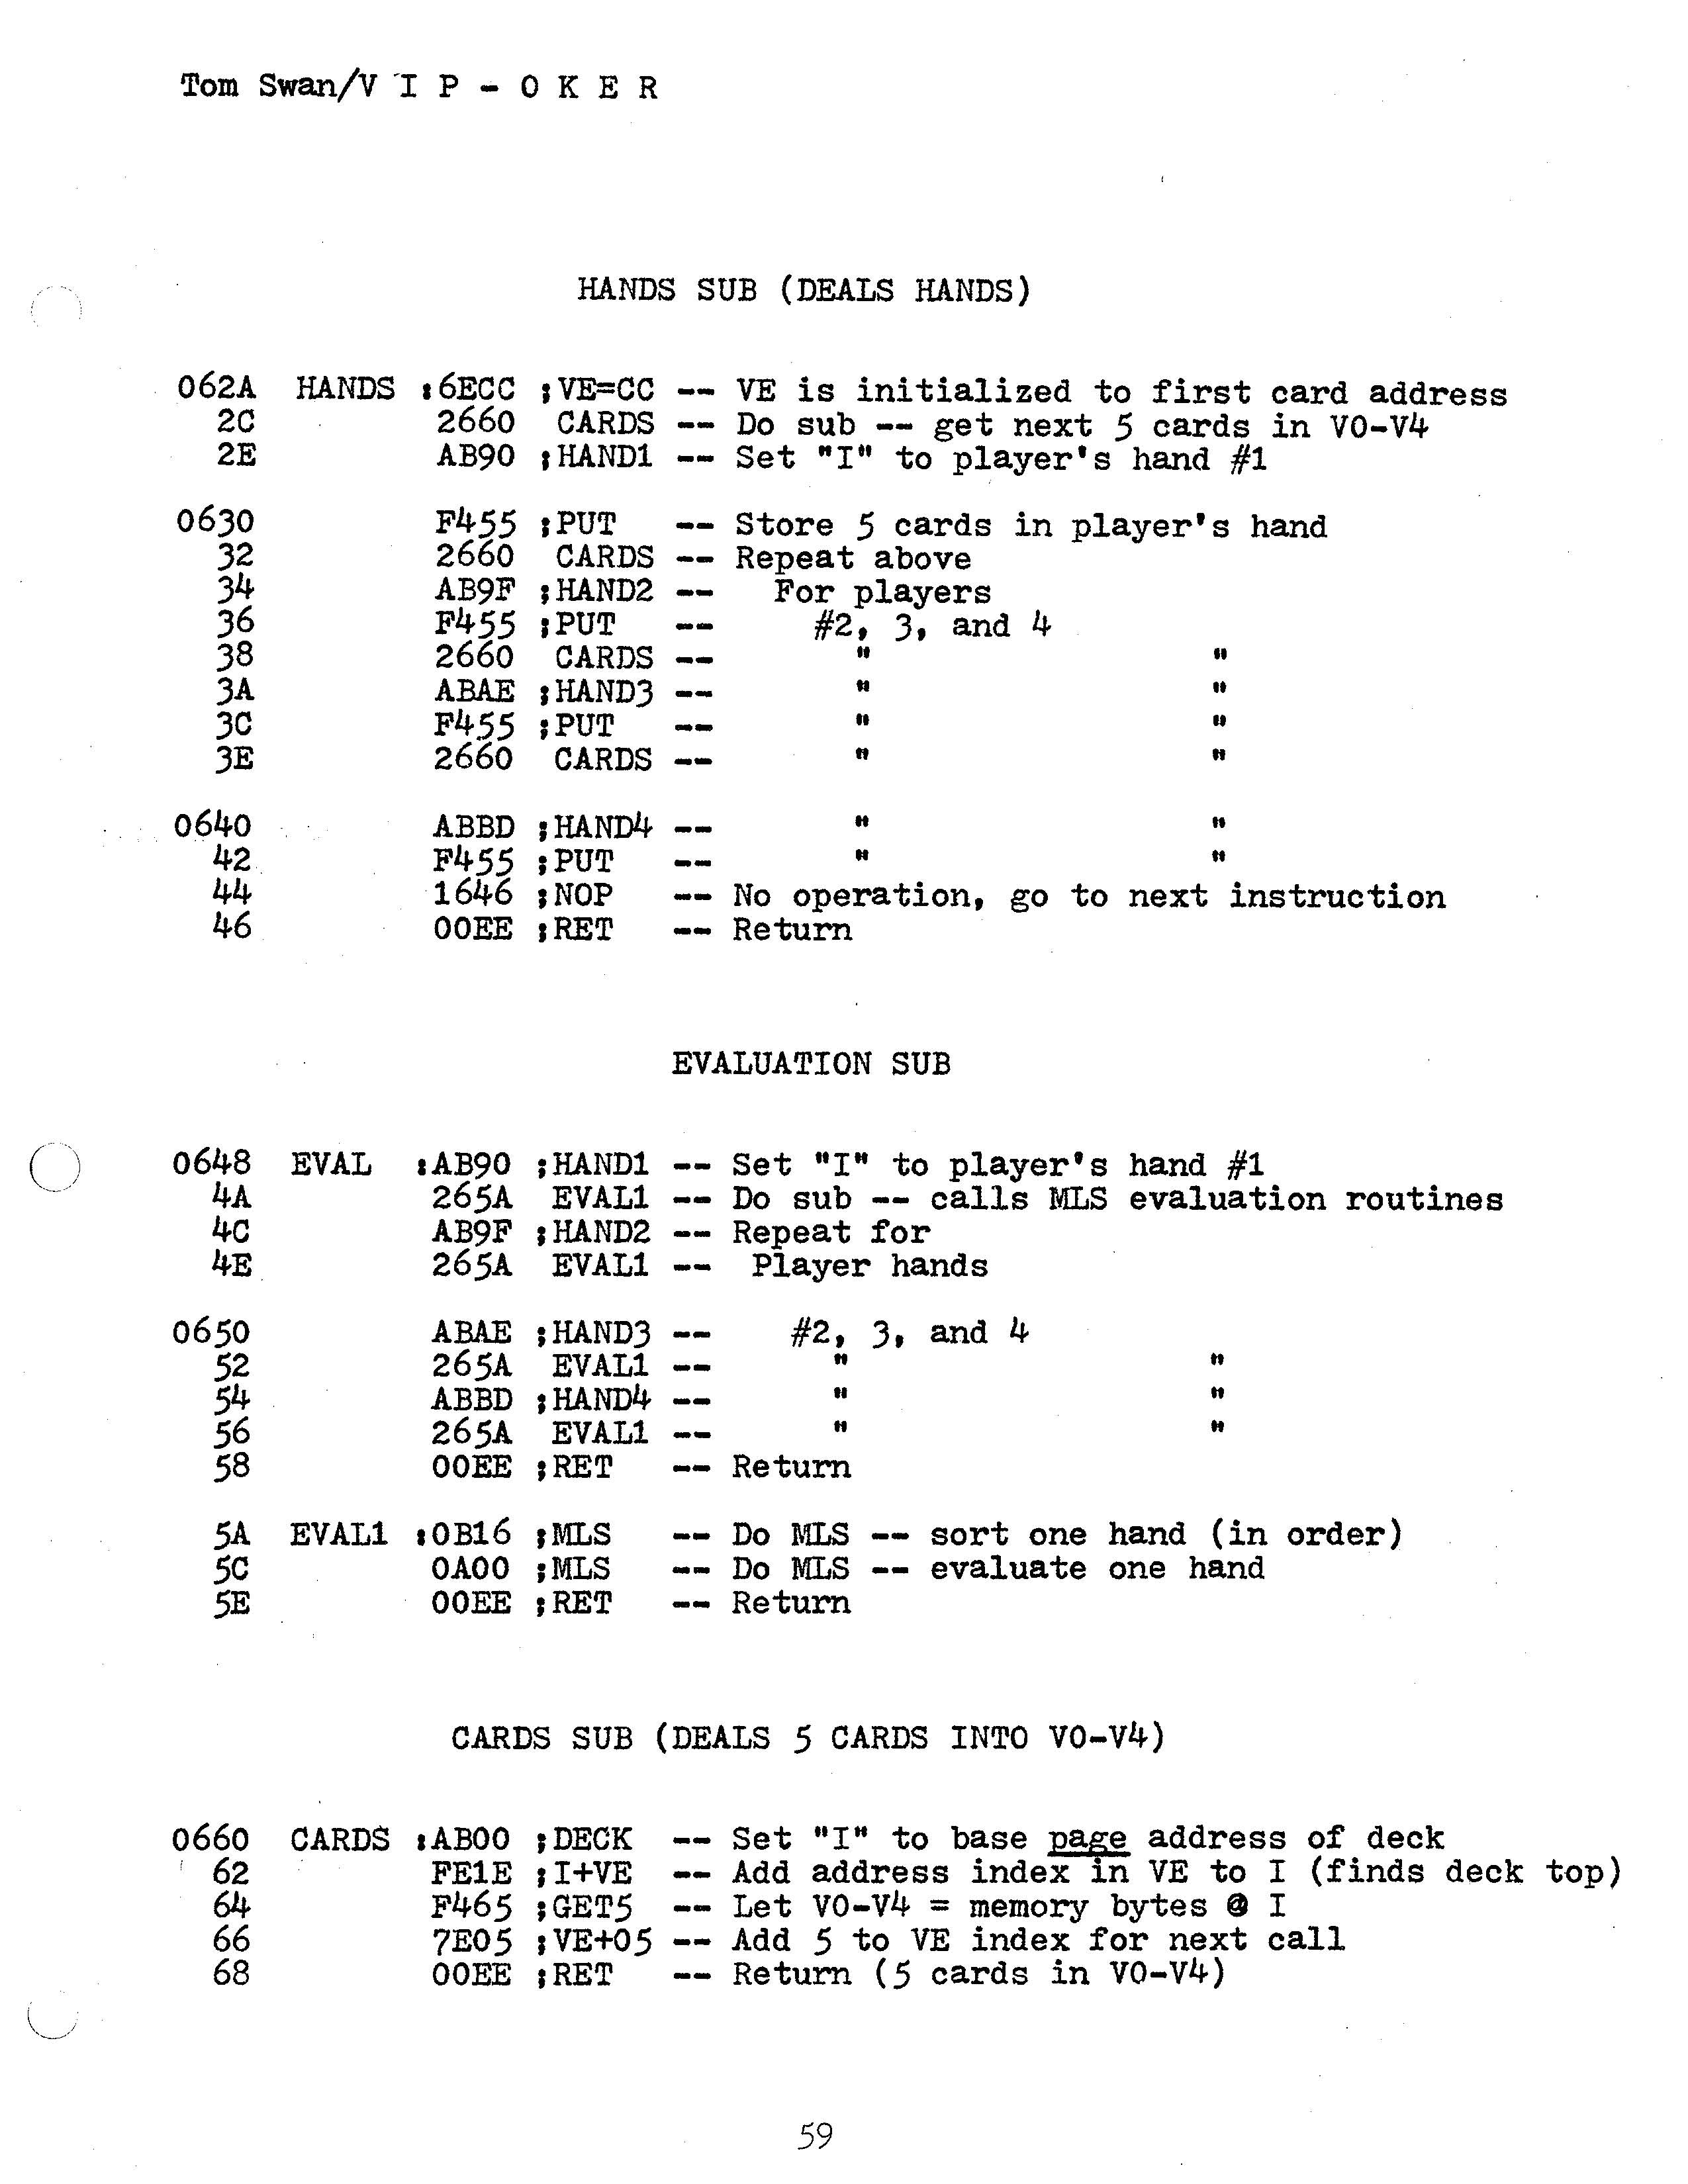 Tom Swan/V I P - O K E R
HANDS SUB (DEALS HANDS)
062A HANDS :6ECC ;VE=CC -- VE is initialized to first card address
2C 2660 CARDS -- Do sub -- get next 5 cards in V0-V4
2E AB90 ;HAND1 -- Set "I" to player's hand #1
0630 F455 ;PUT -- Store 5 cards in player's hand
32 2660 CARDS -- Repeat above
34 AB9F ;HAND2 -- For players
36 F455 ;PUT -- #2, 3, and 4
38 2660 CARDS -- " "
3A ABAE ;HAND3 -- " "
3C F455 ;PUT -- " "
3E 2660 CARDS -- " "
0640 ABBD ;HAND4 -- " "
42 F455 ;PUT -- " "
44 1646 ;NOP -- No operation, go to next instruction
46 00EE ;RET -- Return
EVALUATION SUB
0648 EVAL :AB90 ;HAND1 -- Set "I" to player's hand #1
4A 265A EVAL1 -- Do sub -- calls MLS evaluation routines
4C AB9F ;HAND2 -- Repeat for
4E 265A EVAL1 -- Player hands
0650 ABAE ;HAND3 -- #2, 3, and 4
52 265A EVAL1 -- " "
54 ABBD ;HAND4 -- " "
56 265A EVAL1 -- " "
58 00EE ;RET -- Return
5A EVAL1 :0B16 ;MLS -- Do MLS -- sort one hand (in order)
5C 0A00 ;MLS -- Do MLS -- evaluate one hand
5E 00EE ;RET -- Return
CARDS SUB (DEALS 5 CARDS INTO V0-V4)
0660 CARDS :AB00 ;DECK -- Set "I" to base page address of deck
62 FE1E ;I+VE -- Add address index in VE to I (finds deck top)
64 F465 ;GET5 -- Let V0-V4 = memory bytes @ I
66 7E05 ;VE+05 -- Add 5 to VE index for next call
68 00EE ;RET -- Return (5 cards in V0-V4)
59